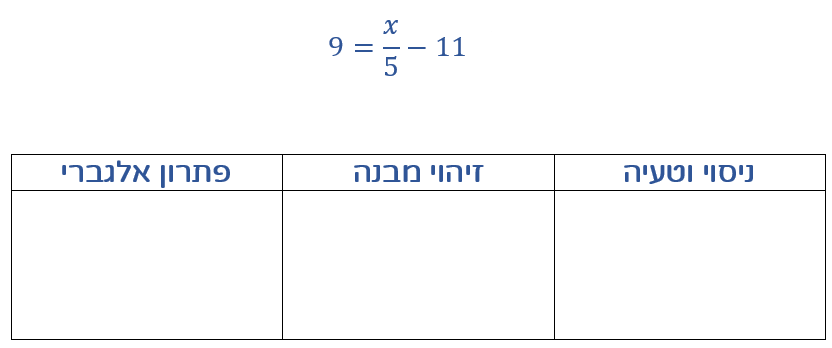 9 = x/5 − 11
ניסוי וטעיה זיהוי מבנה פתרון אלגברי